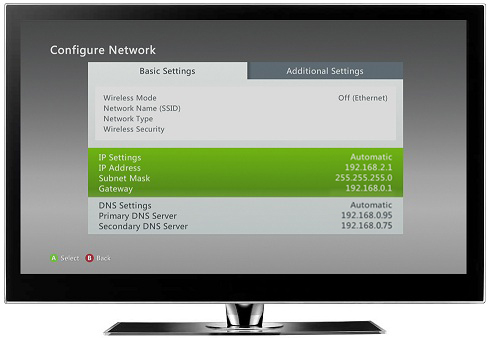 Configure Network
Basic Settings
Additional Settings
Wireless Mode Off (Ethernet)
Network Name (SSID)
Network Type
Wireless Security
IP Settings Automatic
IP Address 192.168.2.1
Subnet Mask 255.255.255.0
Gateway 192.168.0.1
DNS Settings Automatic
Primary DNS Server 192.168.0.95
Secondary DNS Server 192.168.0.75
A Select B Back